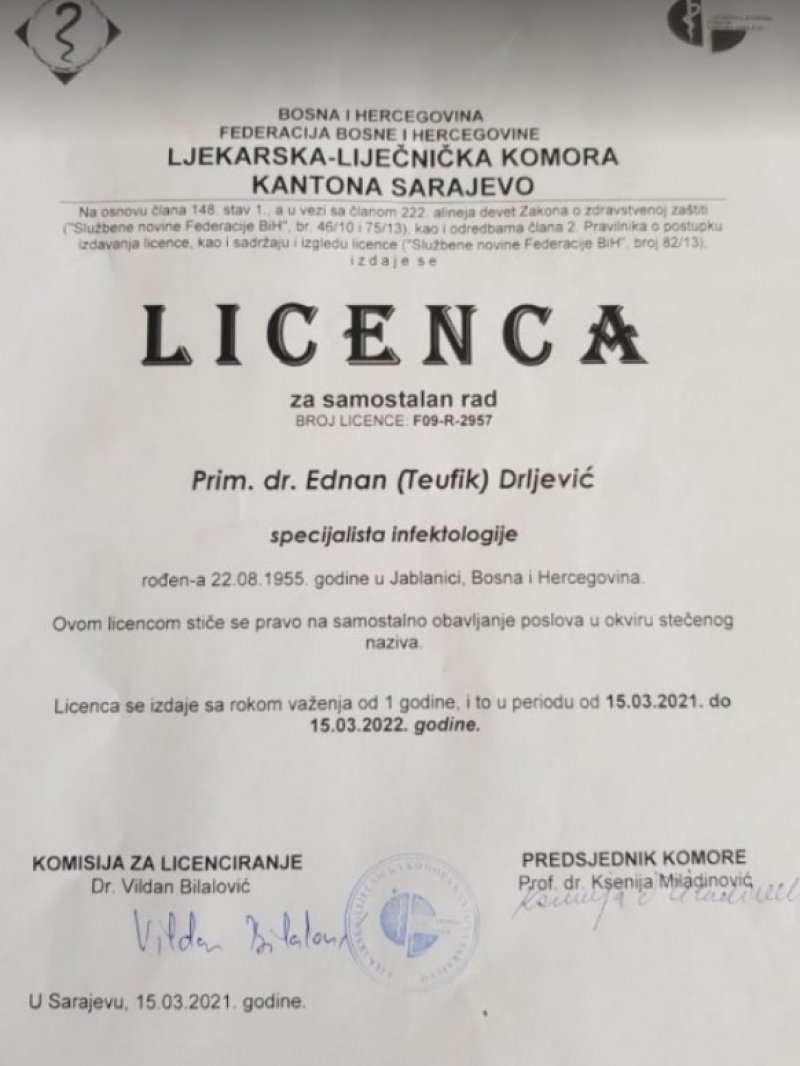 BOSNA I HERCEGOVINA
FEDERACIJA BOSNE I HERCEGOVINE
LJEKARSKA-LIJEČNIČKA KOMORA
KANTONA SARAJEVO
Na osnovu člana 148. stav 1., a u vezi sa članom 222. alineja devet Zakona o zdravstvenoj zaštiti
("Službene novine Federacije BiH", br. 46/10 i 75/13), kao i odredbama člana 2. Pravilnika o postupku
izdavanja licence, kao i sadržaju i izgledu licence ("Službene novine Federacije BiH", broj 82/13),
izdaje se
LICENCA
za samostalan rad
BROJ LICENCE: F09-R-2957
Prim. dr. Ednan (Teufik) Drljević
specijalista infektologije
rođen-a 22.08.1955. godine u Jablanici, Bosna i Hercegovina.
Ovom licencom stiče se pravo na samostalno obavljanje poslova u okviru stečenog
naziva.
Licenca se izdaje sa rokom važenja od 1 godine, i to u periodu od 15.03.2021. do
15.03.2022. godine.
KOMISIJA ZA LICENCIRANJE
Dr. Vildan Bilalović
Vildan Bilalović
PREDSJEDNIK KOMORE
Prof. dr. Ksenija Miladinović
U Sarajevu, 15.03.2021. godine.